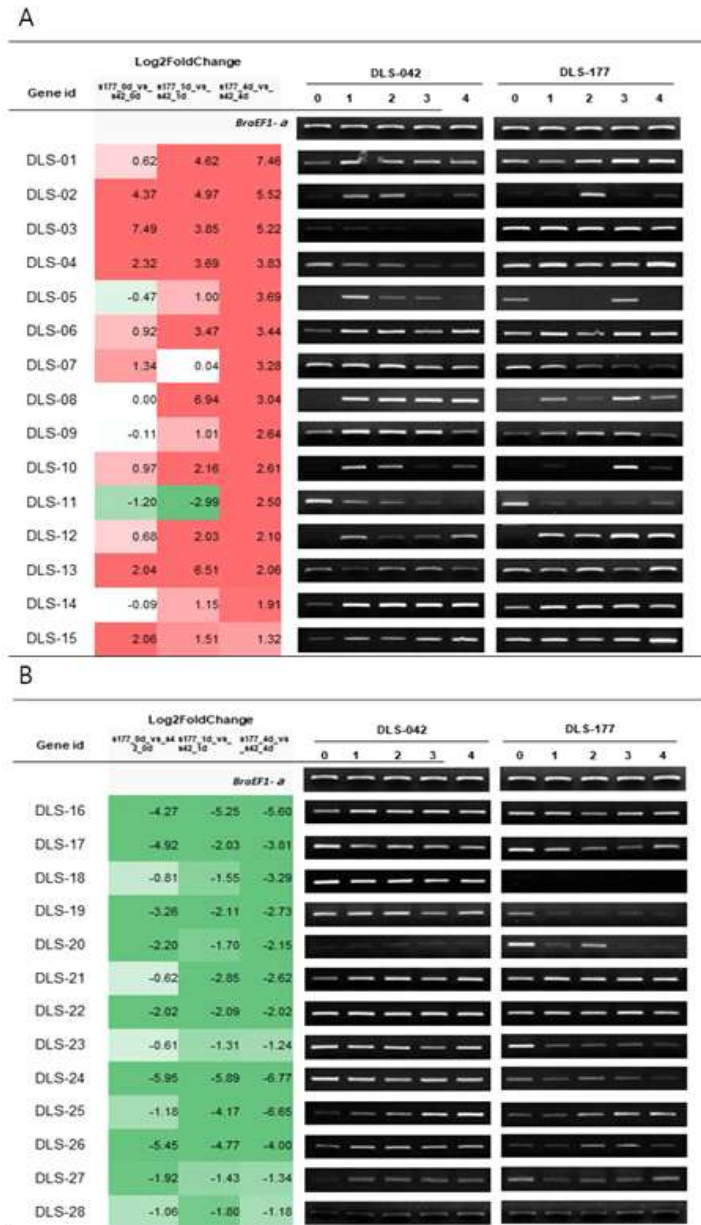 A
Log2FoldChange
DLS-042 DLS-177
Gene id s177_0d_vs_ s42_0d s177_1d_vs_ s42_1d s177_4d_vs_ s42_4d 0 1 2 3 4 0 1 2 3 4
BraEF1-a
DLS-01 0.62 4.62 7.46
DLS-02 4.37 4.97 5.52
DLS-03 7.49 3.85 5.22
DLS-04 2.32 3.69 3.83
DLS-05 -0.47 1.00 3.69
DLS-06 0.92 3.47 3.44
DLS-07 1.34 0.04 3.28
DLS-08 0.00 6.94 3.04
DLS-09 -0.11 1.01 2.64
DLS-10 0.97 2.16 2.61
DLS-11 -1.20 -2.99 2.50
DLS-12 0.68 2.03 2.10
DLS-13 2.04 6.51 2.06
DLS-14 -0.09 1.15 1.91
DLS-15 2.06 1.51 1.32
B
Log2FoldChange
DLS-042 DLS-177
Gene id s177_0d_vs_s4 2_0d s177_1d_vs_ s42_1d s177_4d_vs _s42_4d 0 1 2 3 4 0 1 2 3 4
BraEF1-a
DLS-16 -4.27 -5.25 -5.60
DLS-17 -4.92 -2.03 -3.81
DLS-18 -0.81 -1.55 -3.29
DLS-19 -3.26 -2.11 -2.73
DLS-20 -2.20 -1.70 -2.15
DLS-21 -0.62 -2.85 -2.62
DLS-22 -2.02 -2.09 -2.02
DLS-23 -0.61 -1.31 -1.24
DLS-24 -5.95 -5.89 -6.77
DLS-25 -1.18 -4.17 -6.65
DLS-26 -5.45 -4.77 -4.00
DLS-27 -1.92 -1.43 -1.34
DLS-28 -1.06 -1.80 -1.18